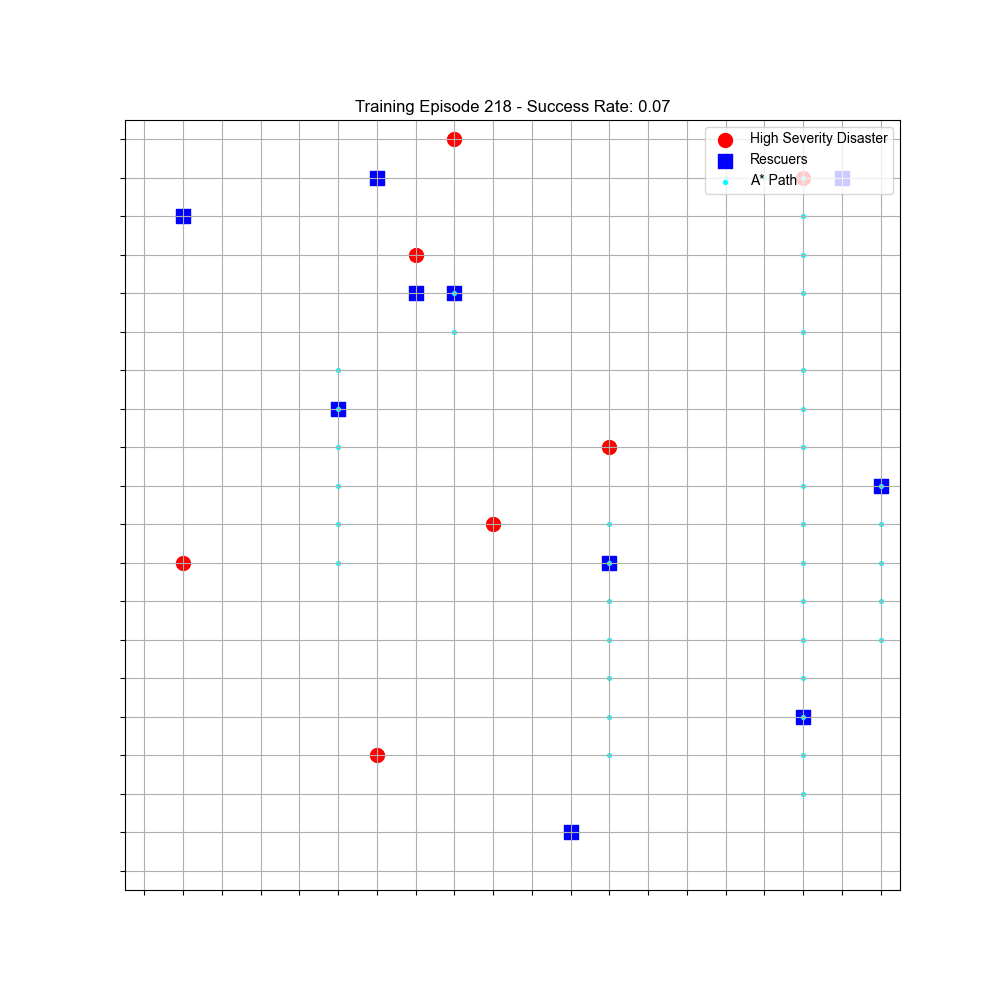 Training Episode 218 - Success Rate: 0.07
High Severity Disaster
Rescuers
A* Path